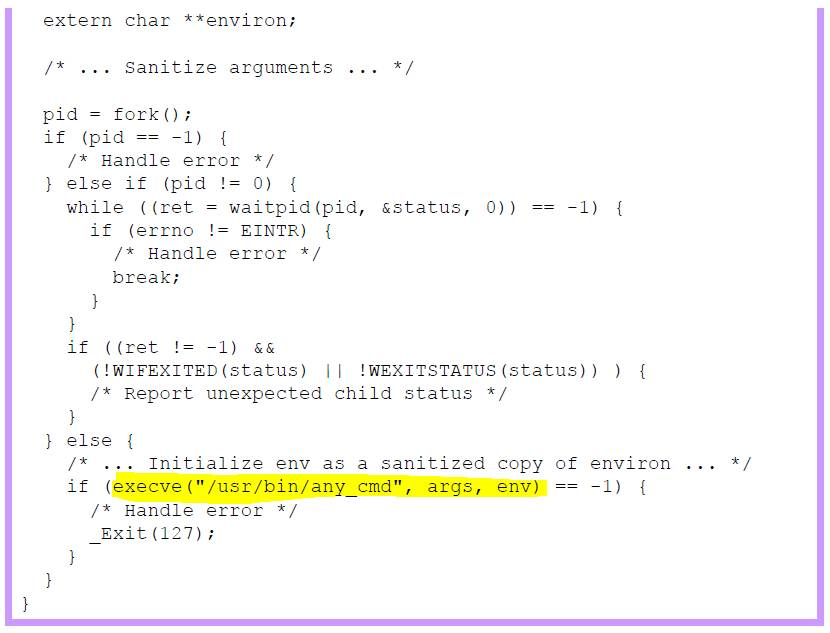 extern char **environ;
/* ... Sanitize arguments ... */
pid = fork();
if (pid == -1) {
/* Handle error */
} else if (pid != 0) {
while ((ret = waitpid(pid, &status, 0)) == -1) {
if (errno != EINTR) {
/* Handle error */
break;
}
}
if ((ret != -1) &&
(!WIFEXITED(status) || !WEXITSTATUS(status)) ) {
/* Report unexpected child status */
}
} else {
/* ... Initialize env as a sanitized copy of environ ... */
if (execve("/usr/bin/any_cmd", args, env) == -1) {
/* Handle error */
_Exit(127);
}
}
}